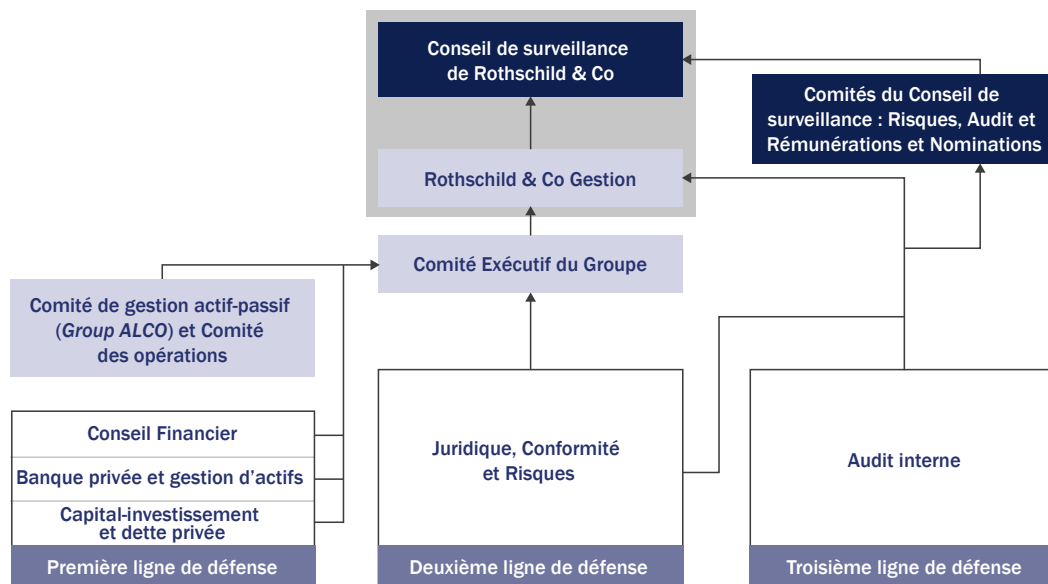 Conseil de surveillance
de Rothschild & Co
Comités du Conseil de
surveillance : Risques, Audit et
Rémunérations et Nominations
Rothschild & Co Gestion
Comité Exécutif du Groupe
Comité de gestion actif-passif
(Group ALCO) et Comité
des opérations
Conseil Financier
Banque privée et gestion d'actifs
Capital-investissement
et dette privée
Première ligne de défense
Juridique, Conformité
et Risques
Deuxième ligne de défense
Audit interne
Troisième ligne de défense